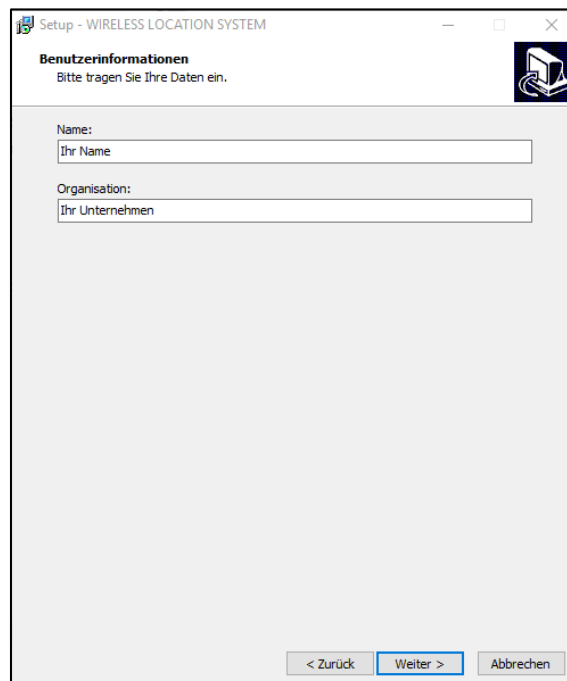 Setup - WIRELESS LOCATION SYSTEM
Benutzerinformationen
Bitte tragen Sie Ihre Daten ein.
Name:
Ihr Name
Organisation:
Ihr Unternehmen
< Zurück Weiter > Abbrechen